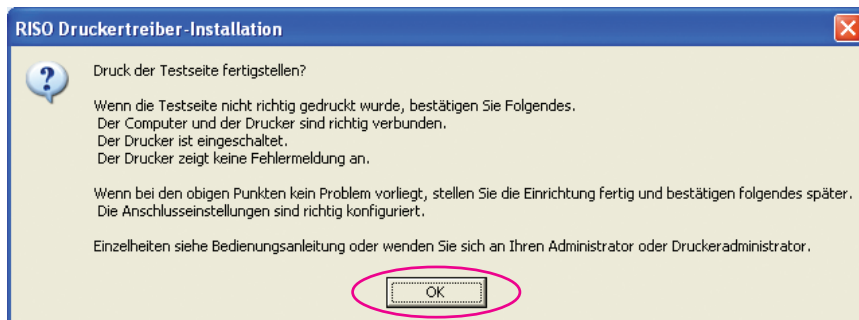 RISO Druckertreiber-Installation
Druck der Testseite fertigstellen?
Wenn die Testseite nicht richtig gedruckt wurde, bestätigen Sie Folgendes.
Der Computer und der Drucker sind richtig verbunden.
Der Drucker ist eingeschaltet.
Der Drucker zeigt keine Fehlermeldung an.
Wenn bei den obigen Punkten kein Problem vorliegt, stellen Sie die Einrichtung fertig und bestätigen folgendes später.
Die Anschlusseinstellungen sind richtig konfiguriert.
Einzelheiten siehe Bedienungsanleitung oder wenden Sie sich an Ihren Administrator oder Druckeradministrator.
OK